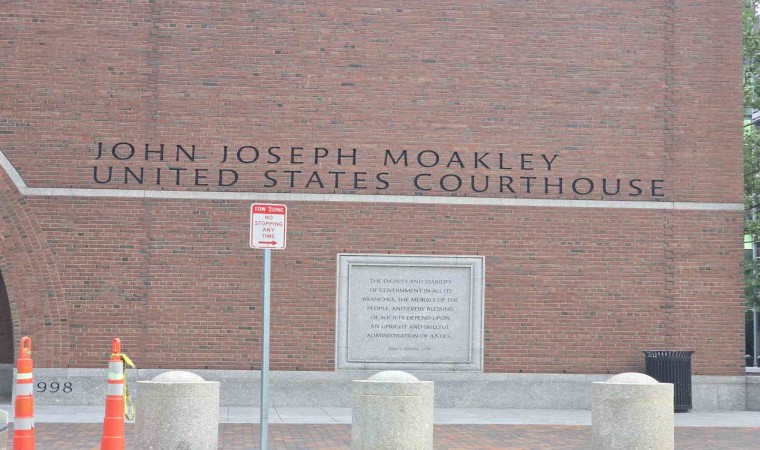 JOHN JOSEPH MOAKLEY
UNITED STATES COURTHOUSE
TOW ZONE
NO
STOPPING
ANY
TIME
THE DIGNITY AND STABILITY
OF GOVERNMENT IN ALL ITS
BRANCHES, THE MORALS OF THE
PEOPLE, AND EVERY BLESSING
OF SOCIETY DEPEND UPON
AN UPRIGHT AND SKILLFUL
ADMINISTRATION OF JUSTICE.
998